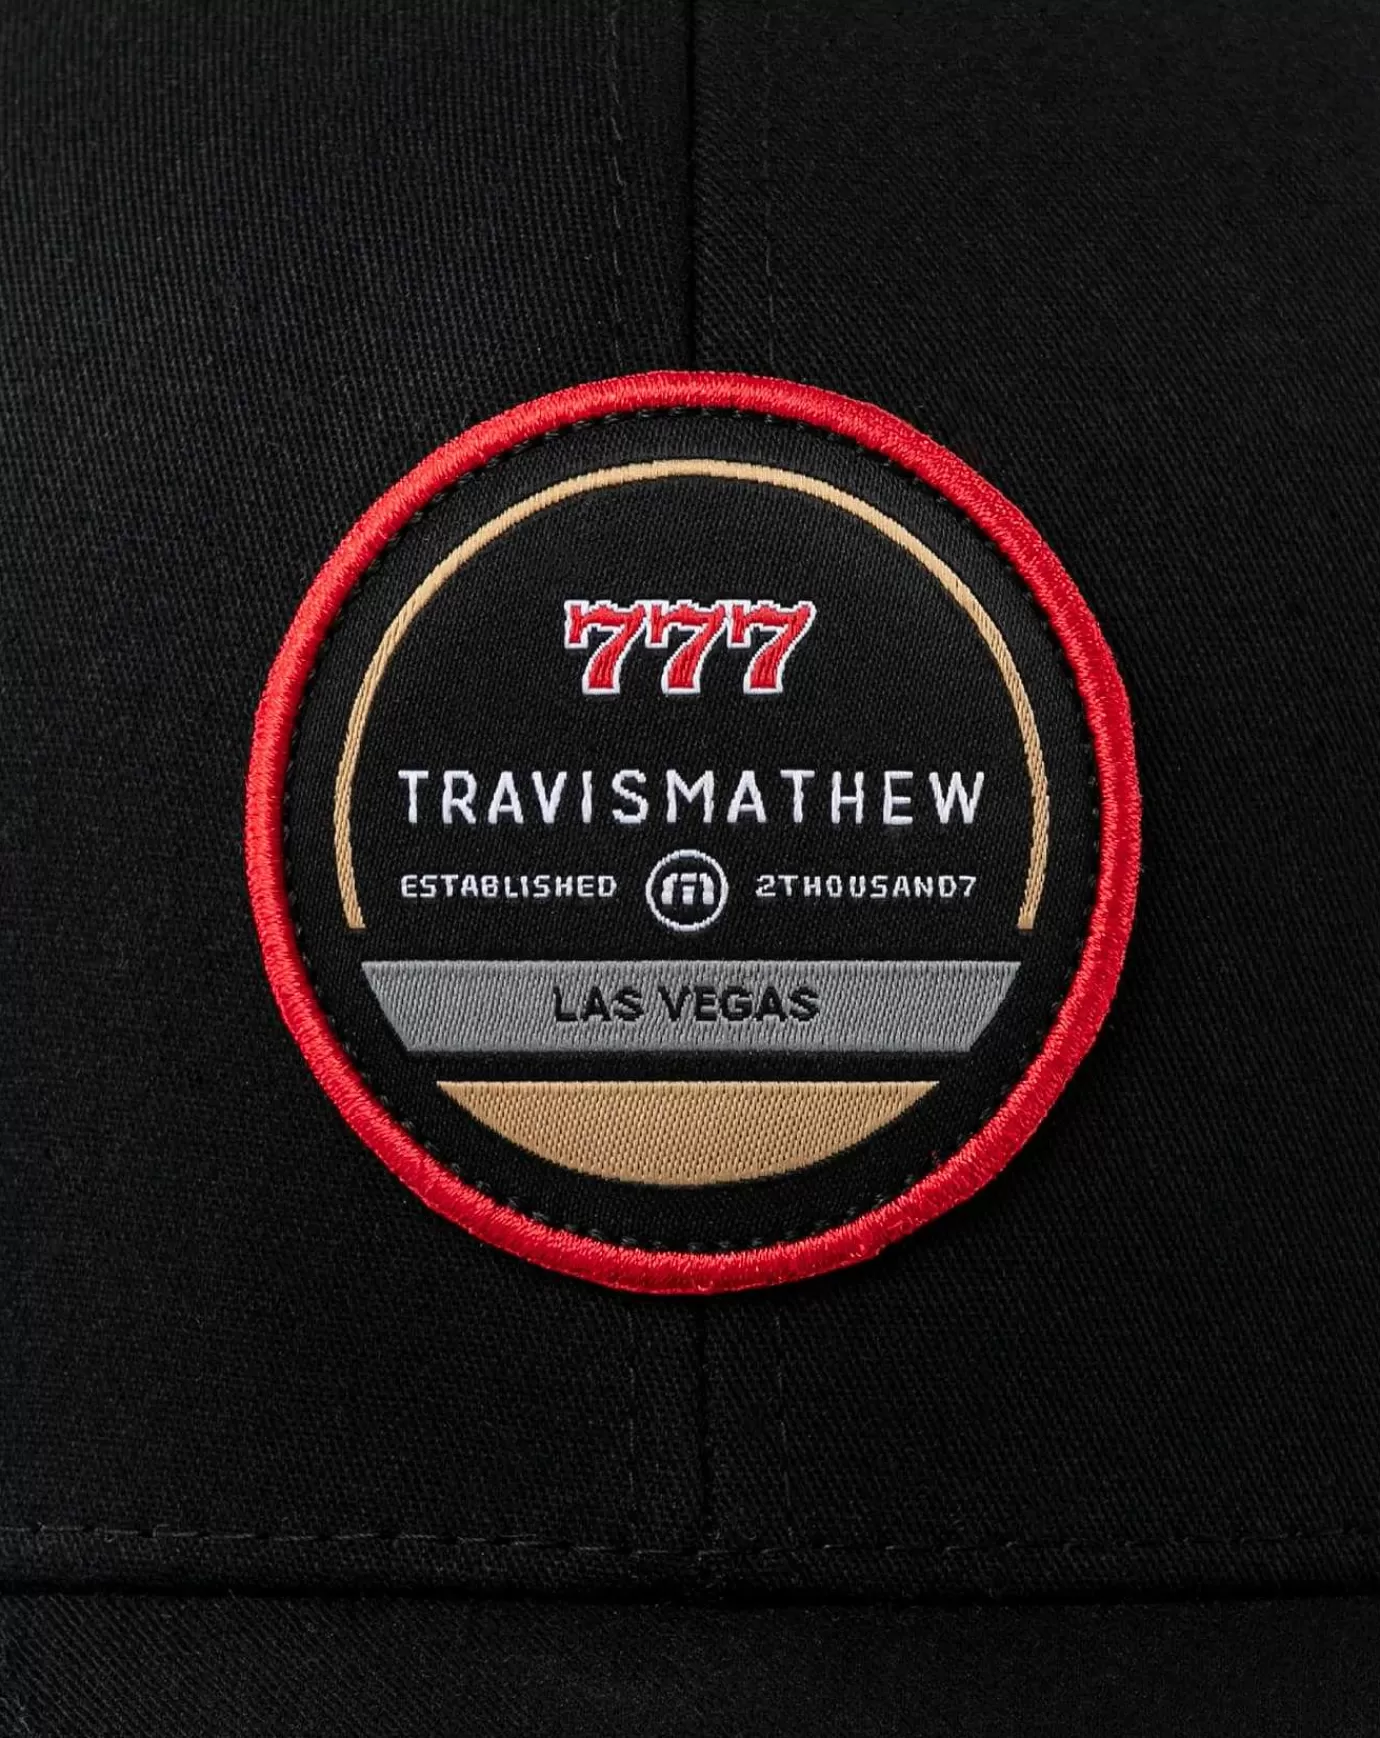 777
TRAVISMATHEW
ESTABLISHED 2THOUSAND7
LAS VEGAS